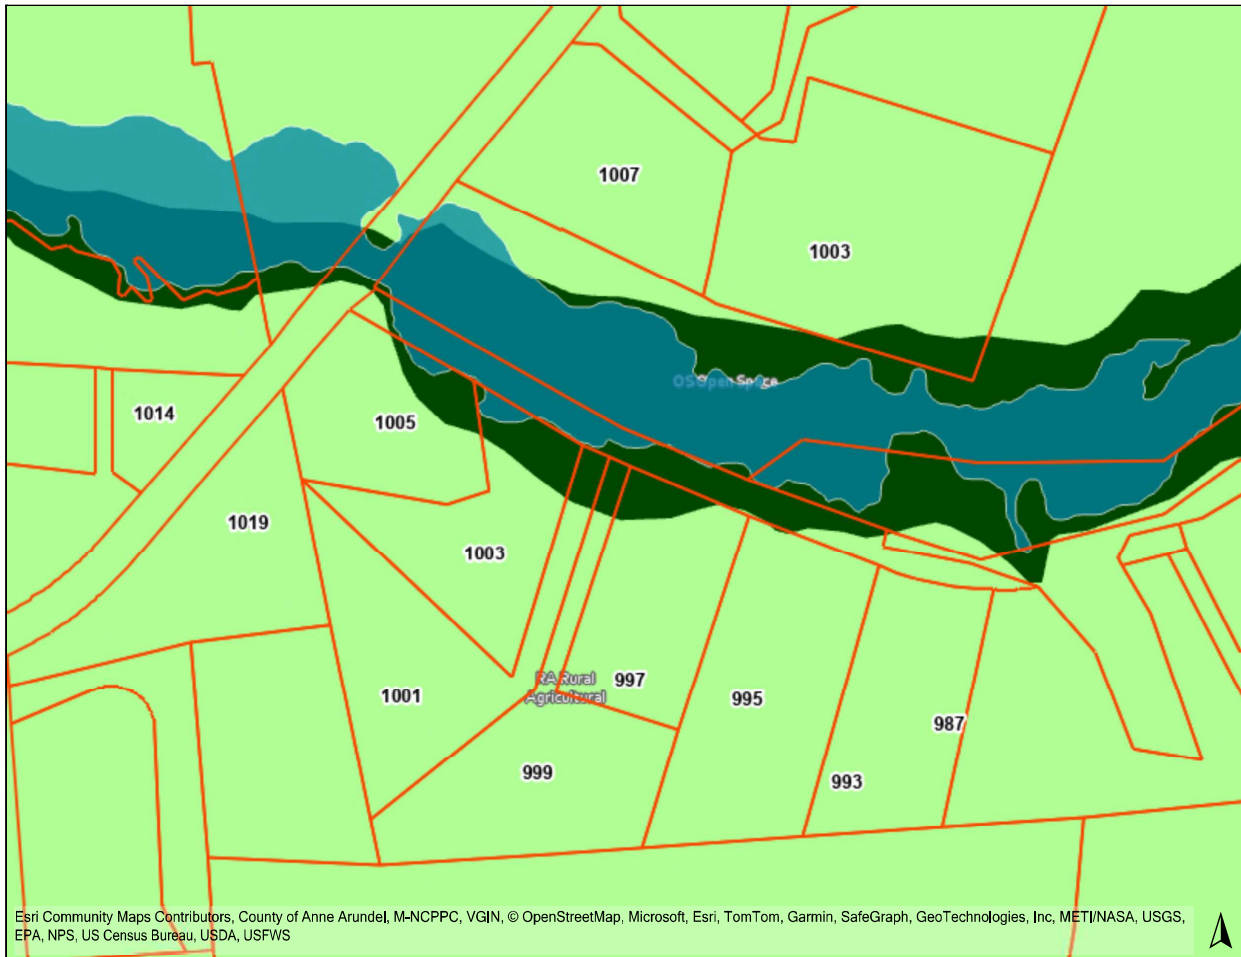 1007
1003
OS Open Space
1014
1005
1019
1003
RA Rural
Agricultural
997
1001
995
987
999
993
Esri Community Maps Contributors, County of Anne Arundel, M-NCPPC, VGIN, © OpenStreetMap, Microsoft, Esri, TomTom, Garmin, SafeGraph, GeoTechnologies, Inc, METI/NASA, USGS,
EPA, NPS, US Census Bureau, USDA, USFWS